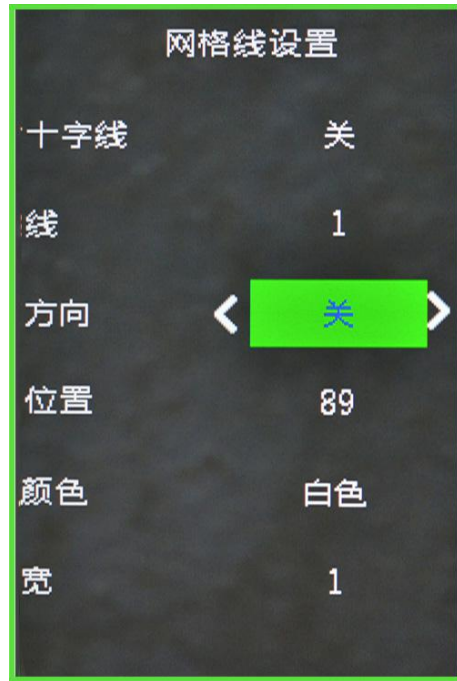 网格线设置
十字线 关
线 1
方向 < 关 >
位置 89
颜色 白色
宽 1